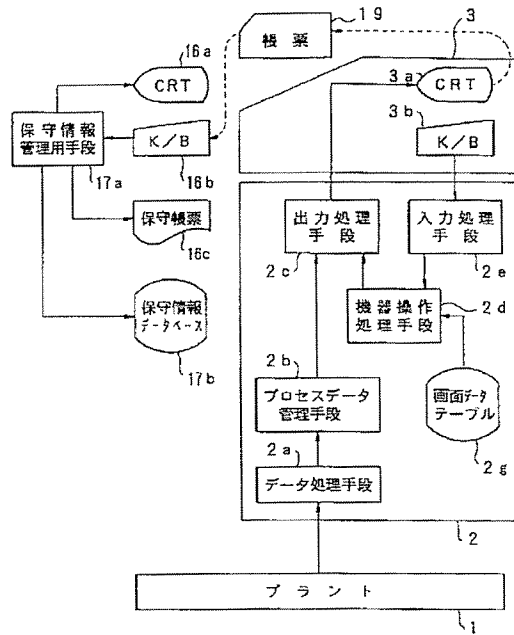 19
帳票
3
16a
CRT
3a
CRT
3b
K/B
保守情報
管理用手段
17a
K/B
16b
保守帳票
16c
出力処理
手段
2c
入力処理
手段
2e
機器操作
処理手段
2d
保守情報
データベース
17b
2b
プロセスデータ
管理手段
画面データ
テーブル
2g
2a
データ処理手段
2
プラント
1